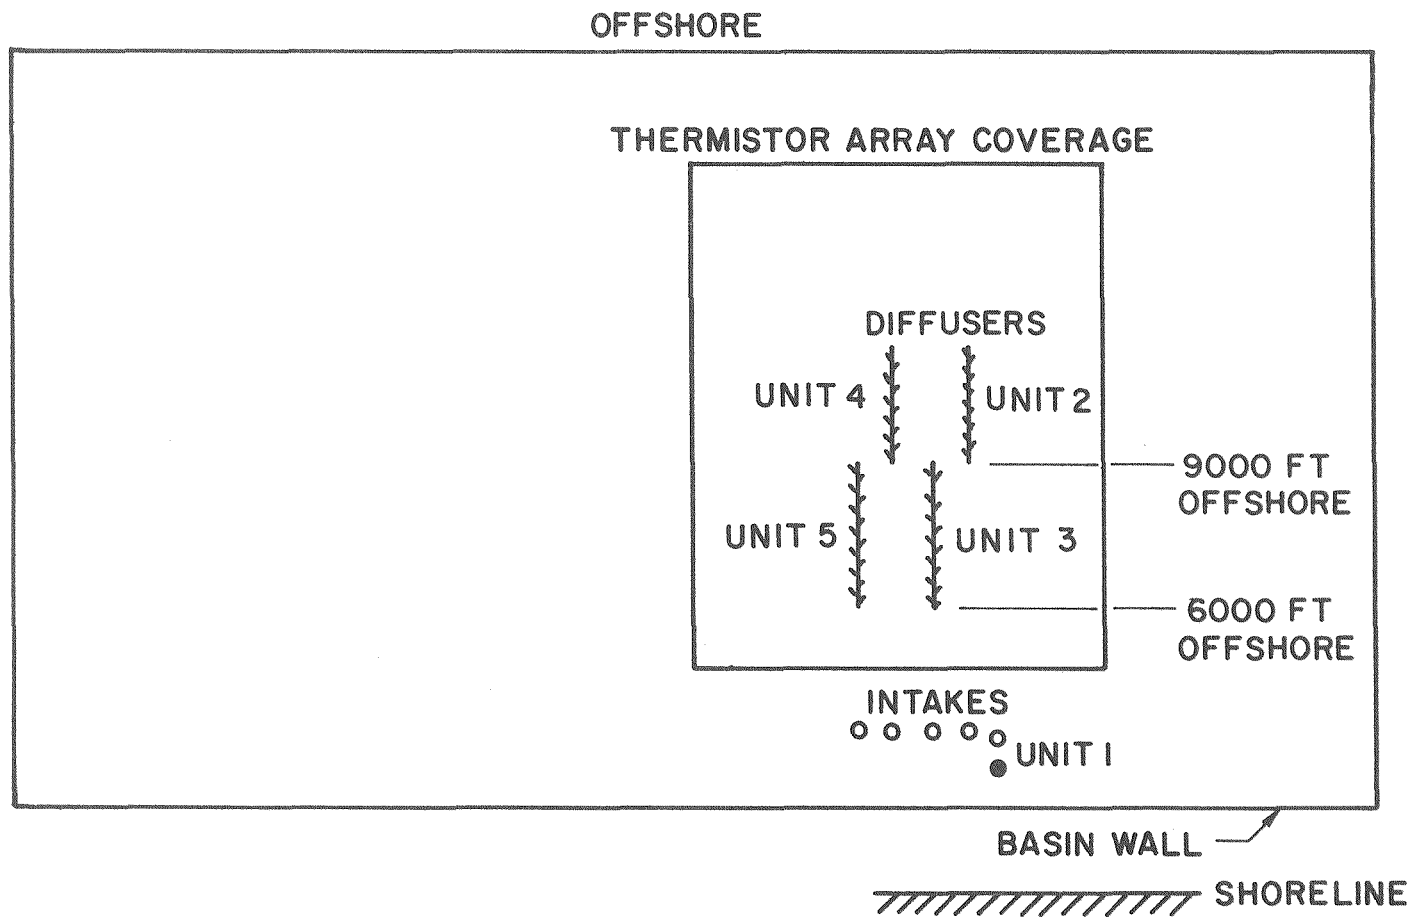 OFFSHORE
THERMISTOR ARRAY COVERAGE
DIFFUSERS
UNIT 4
UNIT 2
9000 FT
OFFSHORE
UNIT 5
UNIT 3
6000 FT
OFFSHORE
INTAKES
UNIT 1
BASIN WALL
SHORELINE